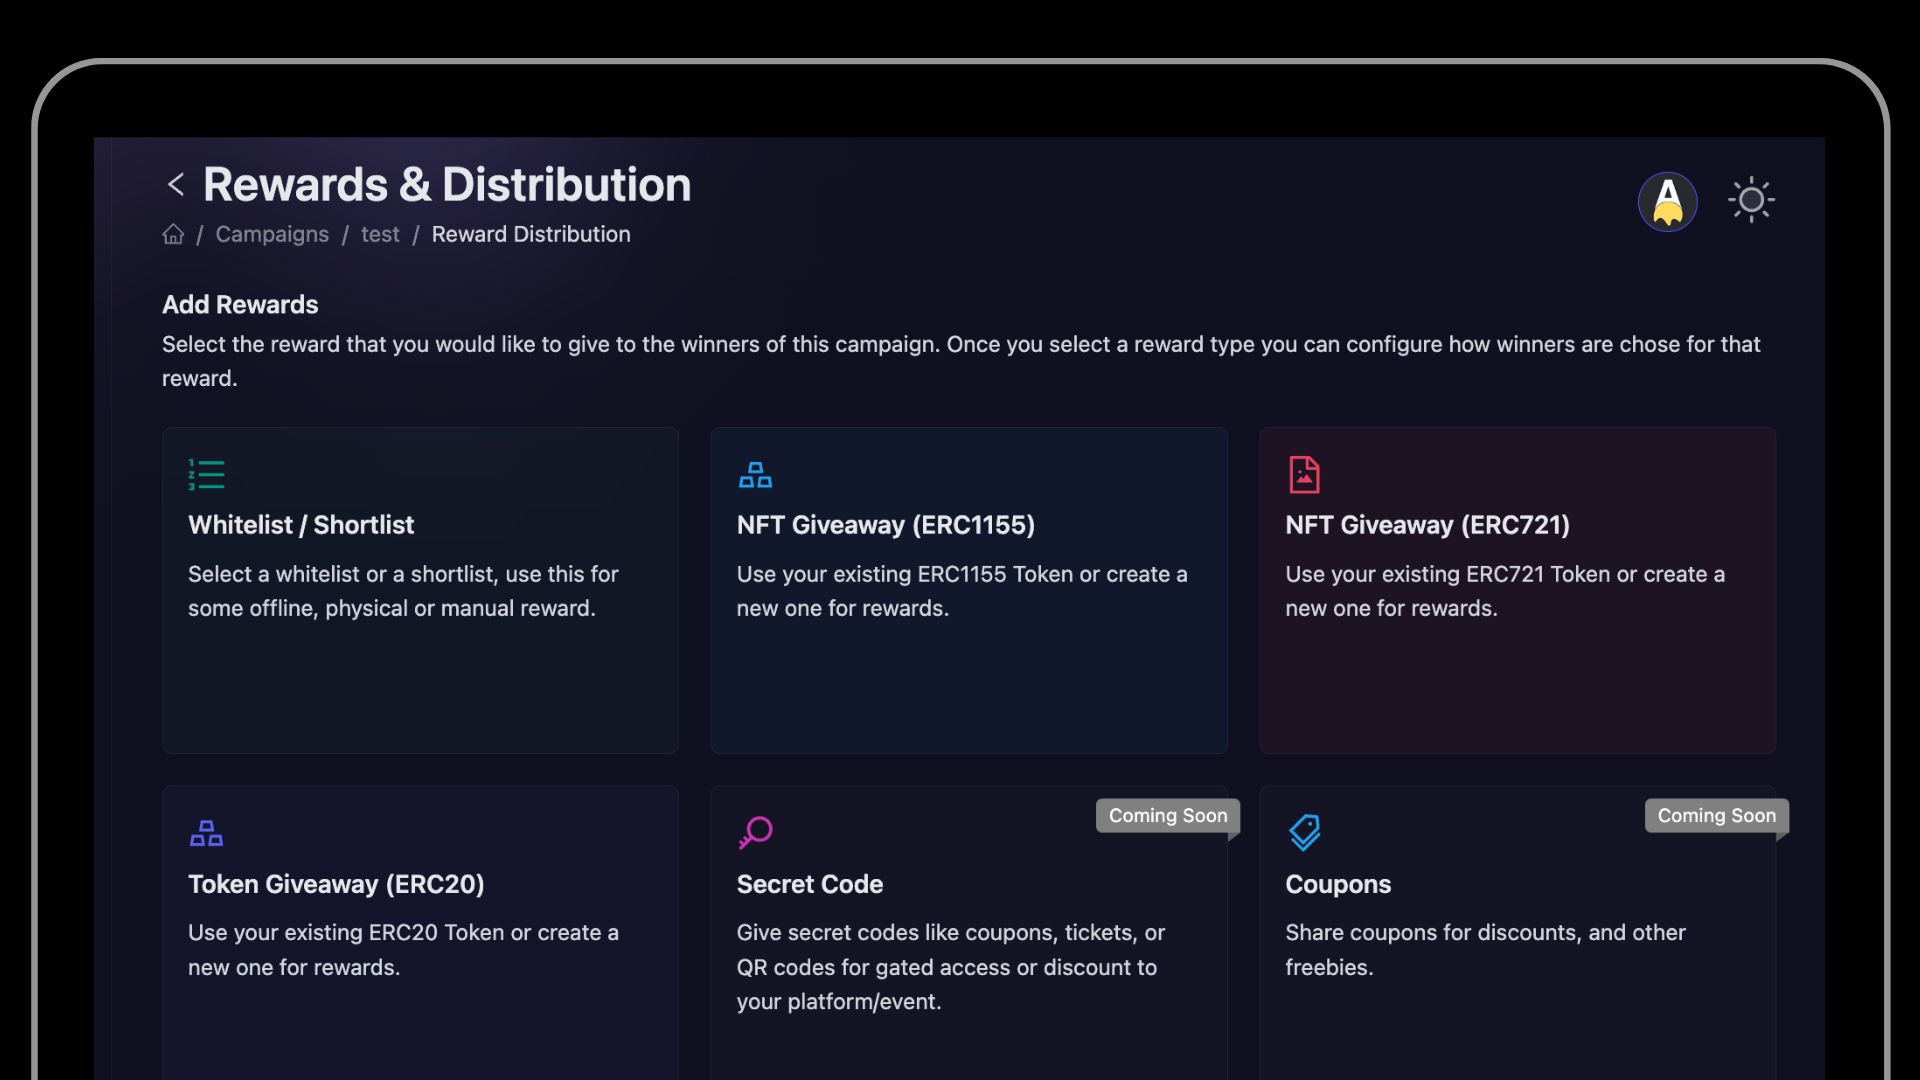 Rewards & Distribution
/ Campaigns / test / Reward Distribution
Add Rewards
Select the reward that you would like to give to the winners of this campaign. Once you select a reward type you can configure how winners are chose for that
reward.
1
2
3
Whitelist / Shortlist
Select a whitelist or a shortlist, use this for
some offline, physical or manual reward.
NFT Giveaway (ERC1155)
Use your existing ERC1155 Token or create a
new one for rewards.
NFT Giveaway (ERC721)
Use your existing ERC721 Token or create a
new one for rewards.
Token Giveaway (ERC20)
Use your existing ERC20 Token or create a
new one for rewards.
Coming Soon
Secret Code
Give secret codes like coupons, tickets, or
QR codes for gated access or discount to
your platform/event.
Coming Soon
Coupons
Share coupons for discounts, and other
freebies.